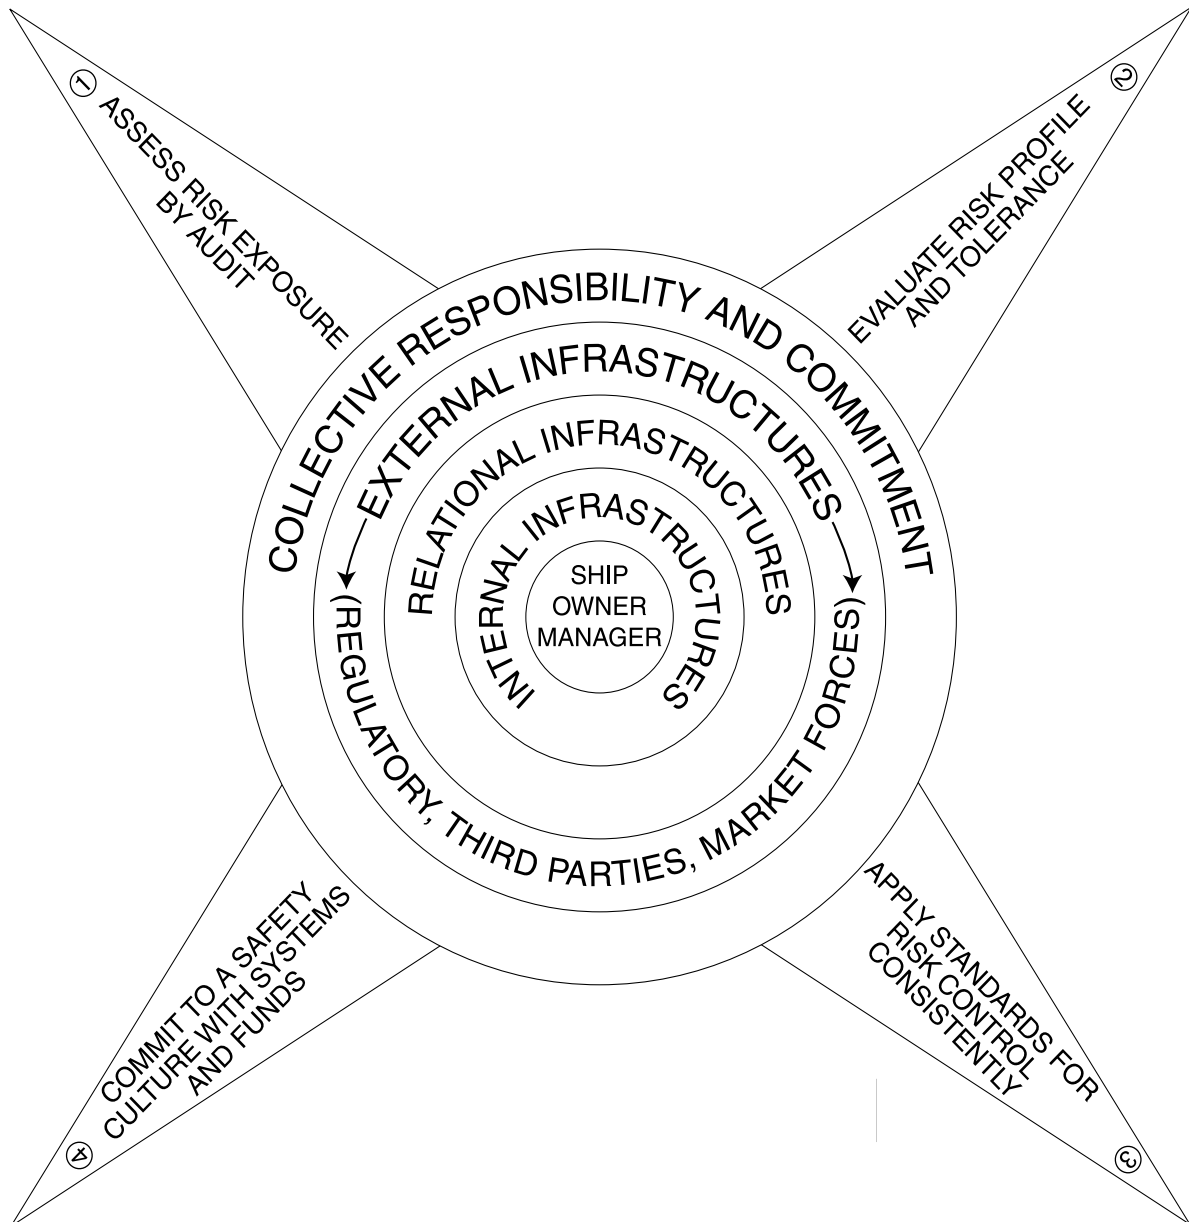 1
ASSESS RISK EXPOSURE
BY AUDIT
2
EVALUATE RISK PROFILE
AND TOLERANCE
COLLECTIVE RESPONSIBILITY AND COMMITMENT
EXTERNAL INFRASTRUCTURES
(REGULATORY, THIRD PARTIES, MARKET FORCES)
RELATIONAL INFRASTRUCTURES
INTERNAL INFRASTRUCTURES
SHIP
OWNER
MANAGER
APPLY STANDARDS FOR
RISK CONTROL
CONSISTENTLY
3
COMMIT TO A SAFETY
CULTURE WITH SYSTEMS
AND FUNDS
4